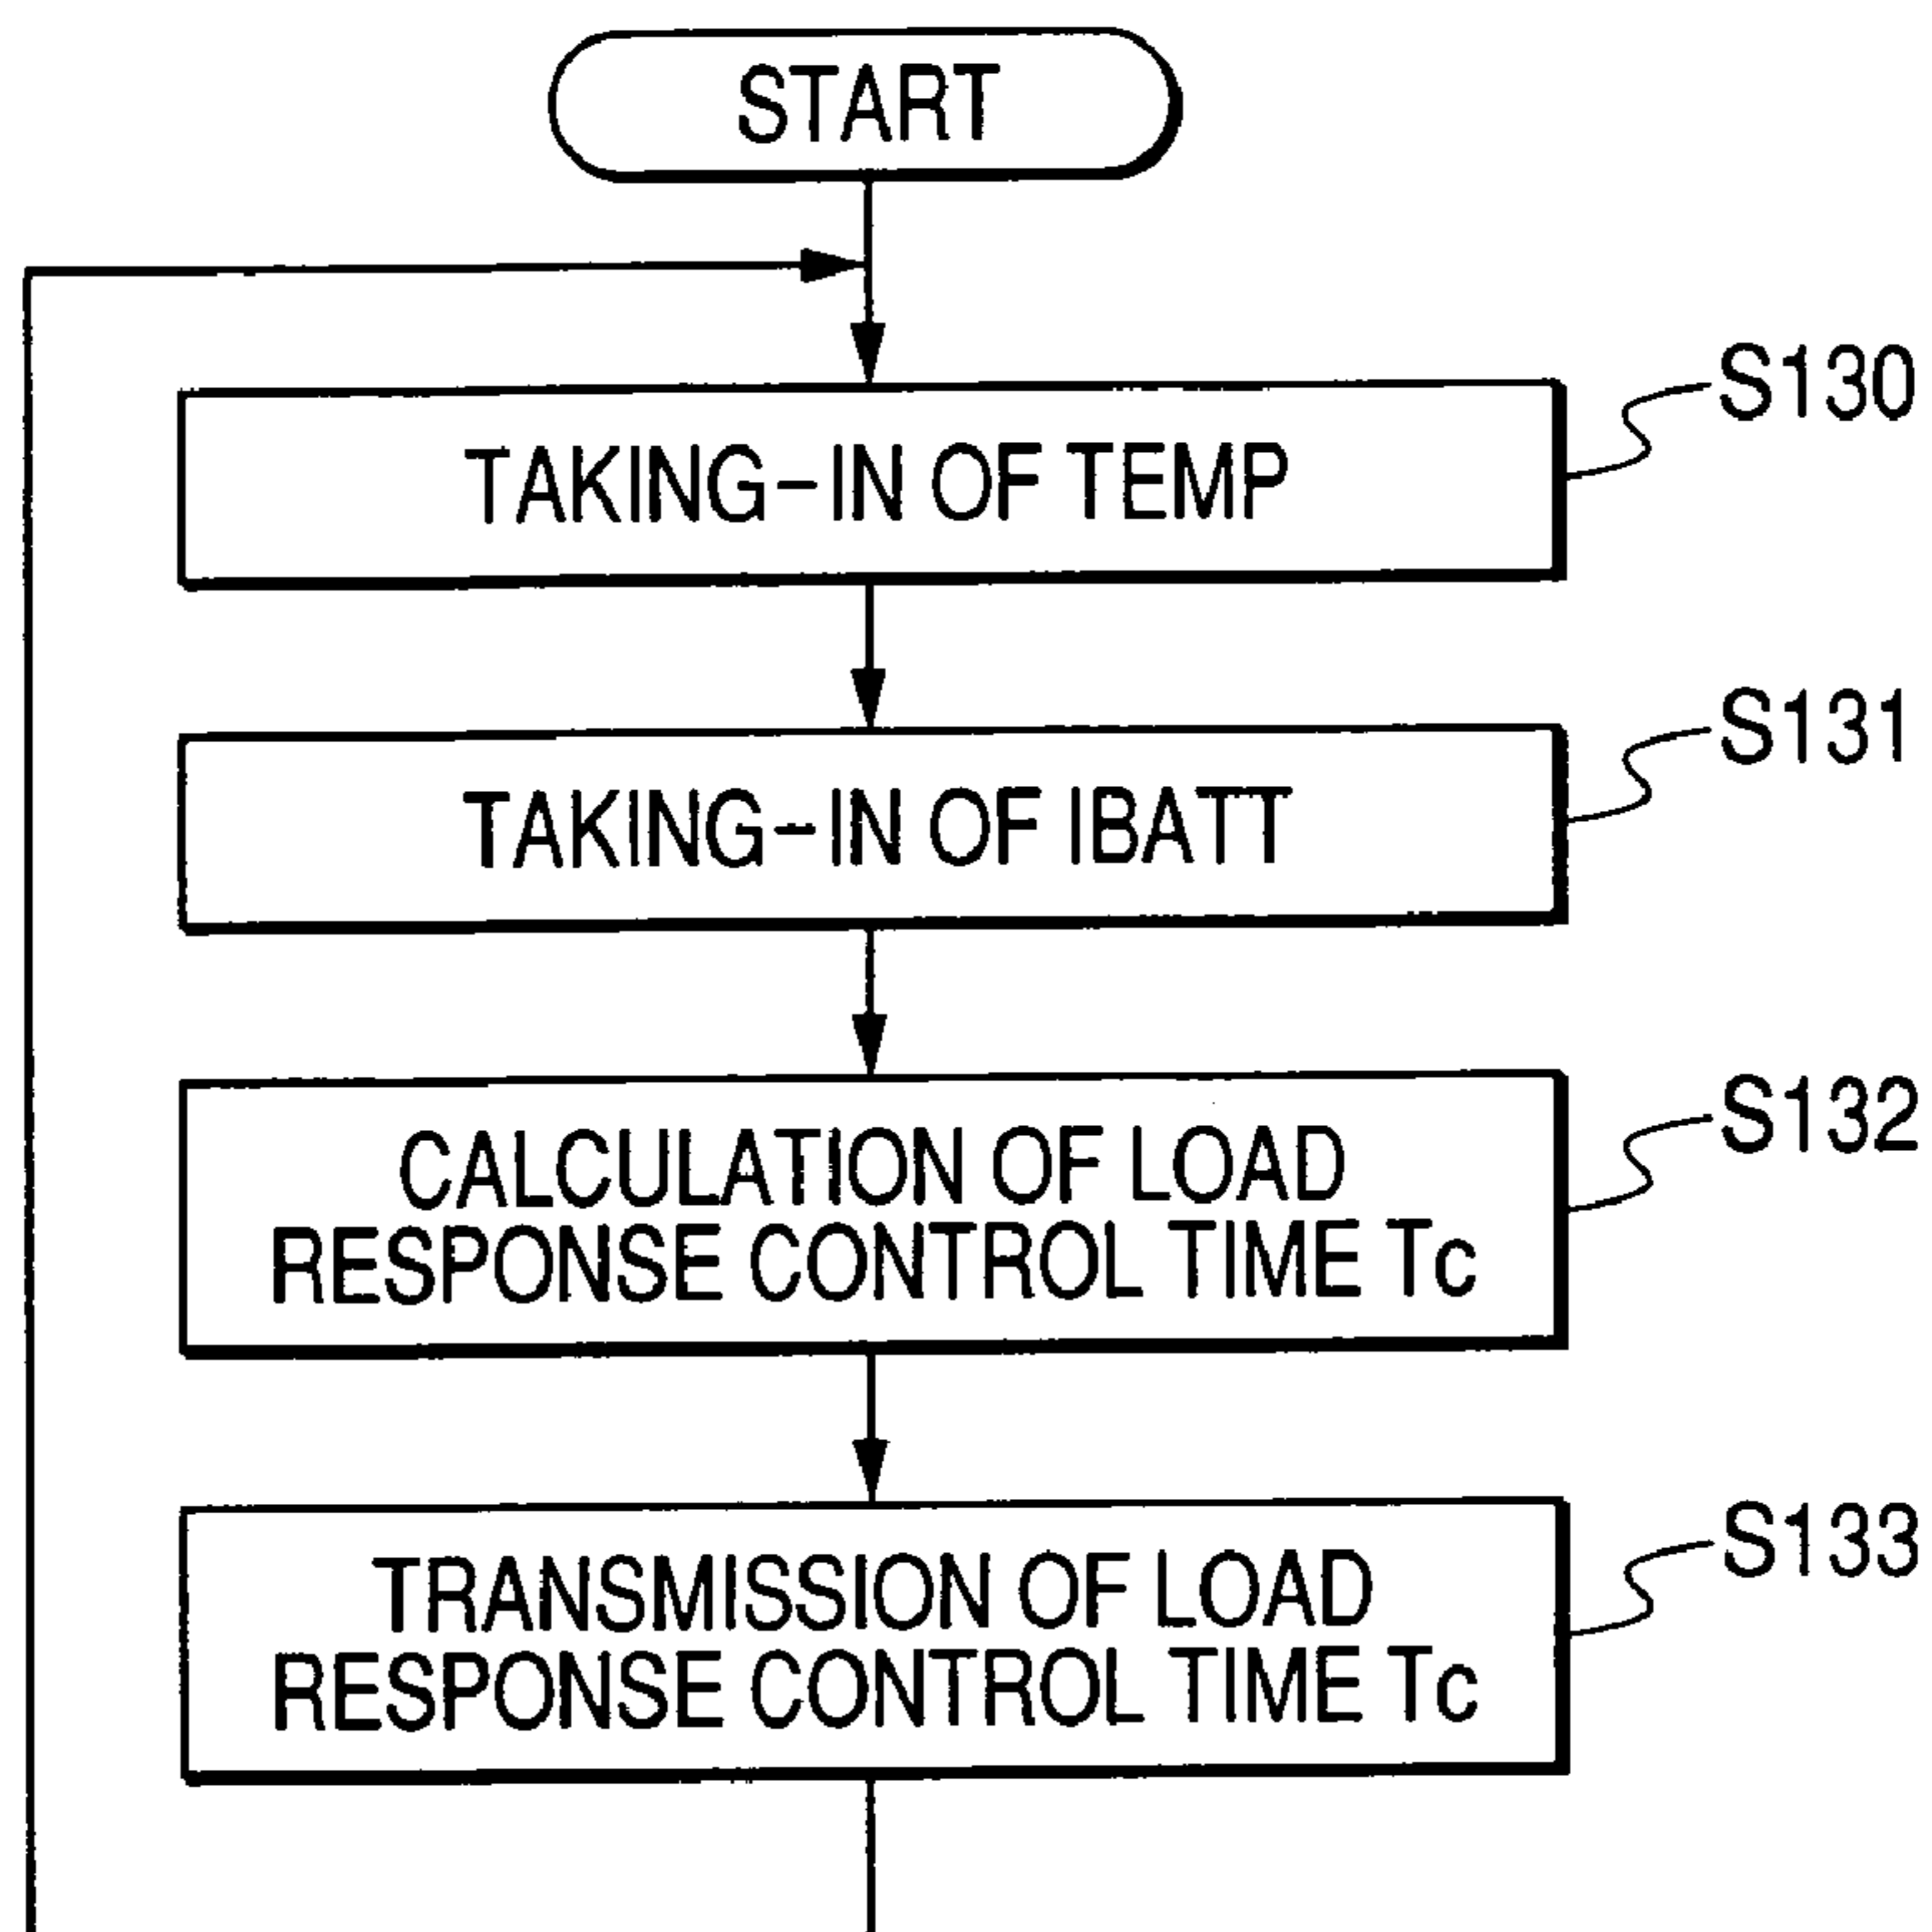 START
S130
TAKING-IN OF TEMP
S131
TAKING-IN OF IBATT
S132
CALCULATION OF LOAD
RESPONSE CONTROL TIME Tc
S133
TRANSMISSION OF LOAD
RESPONSE CONTROL TIME Tc